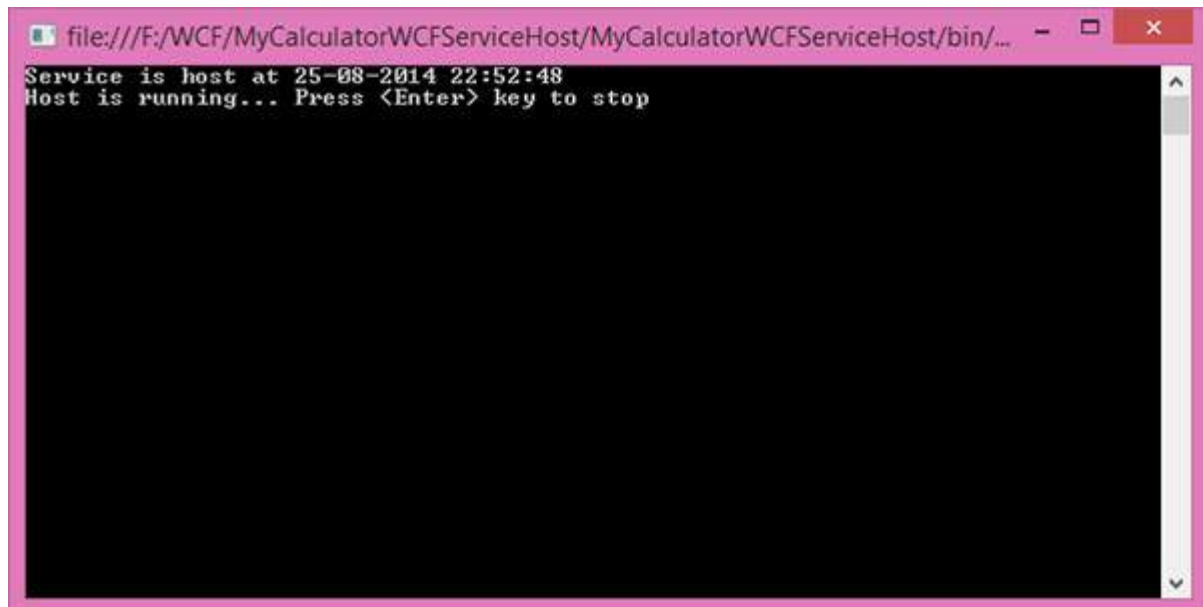 file:///F:/WCF/MyCalculatorWCFServiceHost/MyCalculatorWCFServiceHost/bin/...
Service is host at 25-08-2014 22:52:48
Host is running... Press <Enter> key to stop